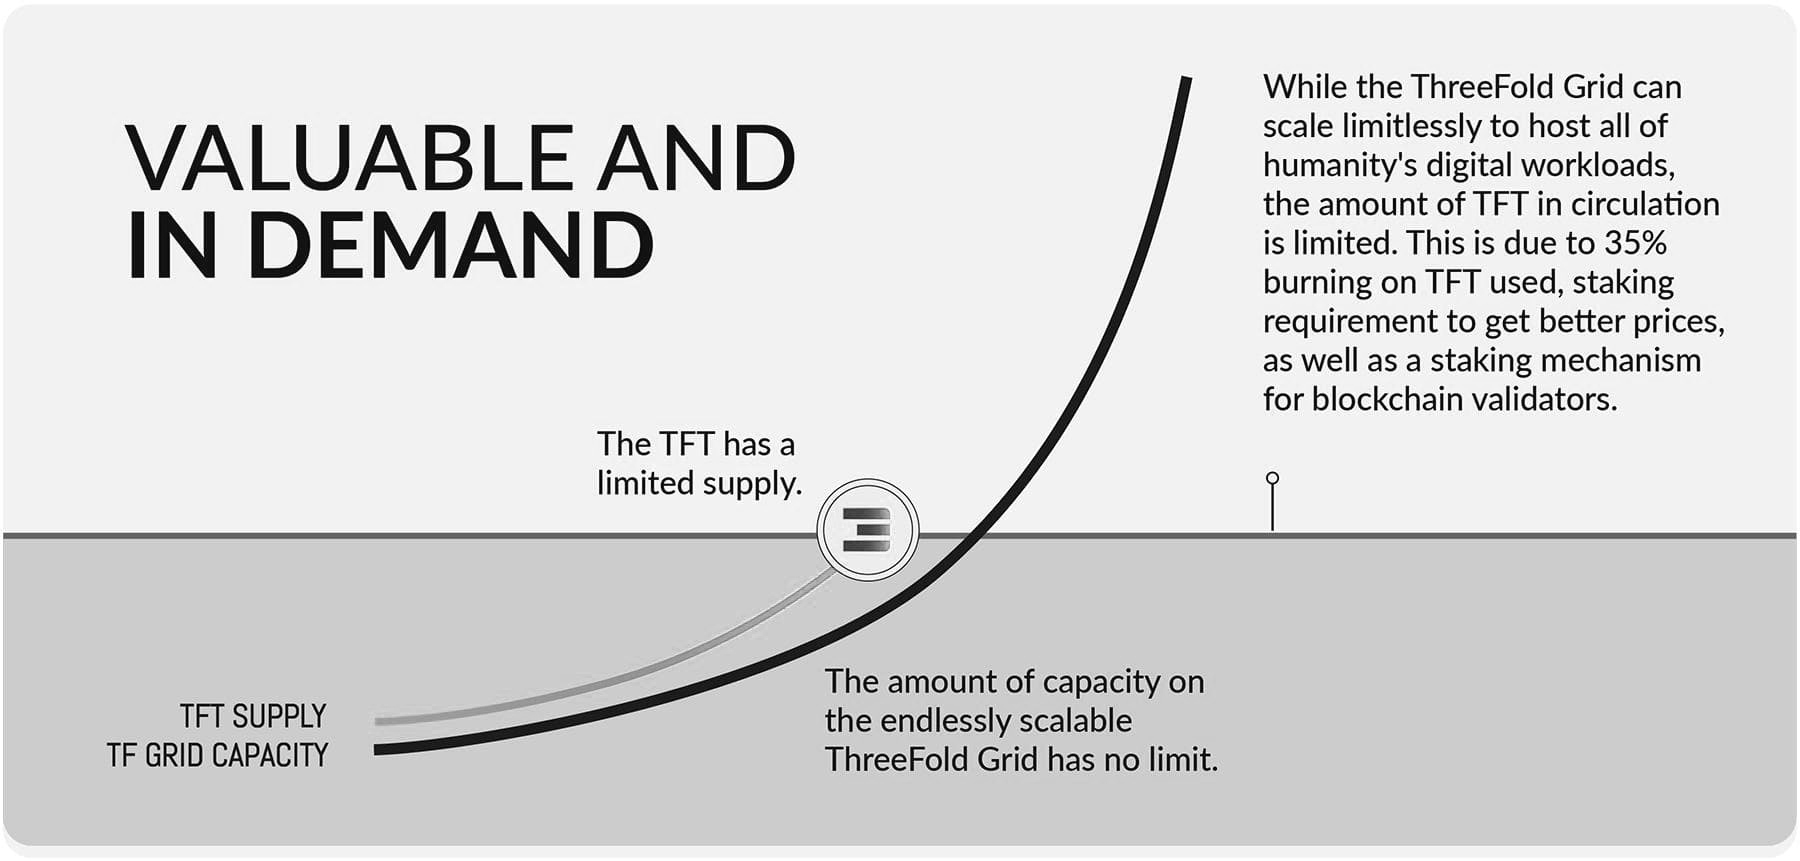 VALUABLE AND
IN DEMAND
While the ThreeFold Grid can
scale limitlessly to host all of
humanity's digital workloads,
the amount of TFT in circulation
is limited. This is due to 35%
burning on TFT used, staking
requirement to get better prices,
as well as a staking mechanism
for blockchain validators.
The TFT has a
limited supply.
TFT SUPPLY
TF GRID CAPACITY
The amount of capacity on
the endlessly scalable
ThreeFold Grid has no limit.